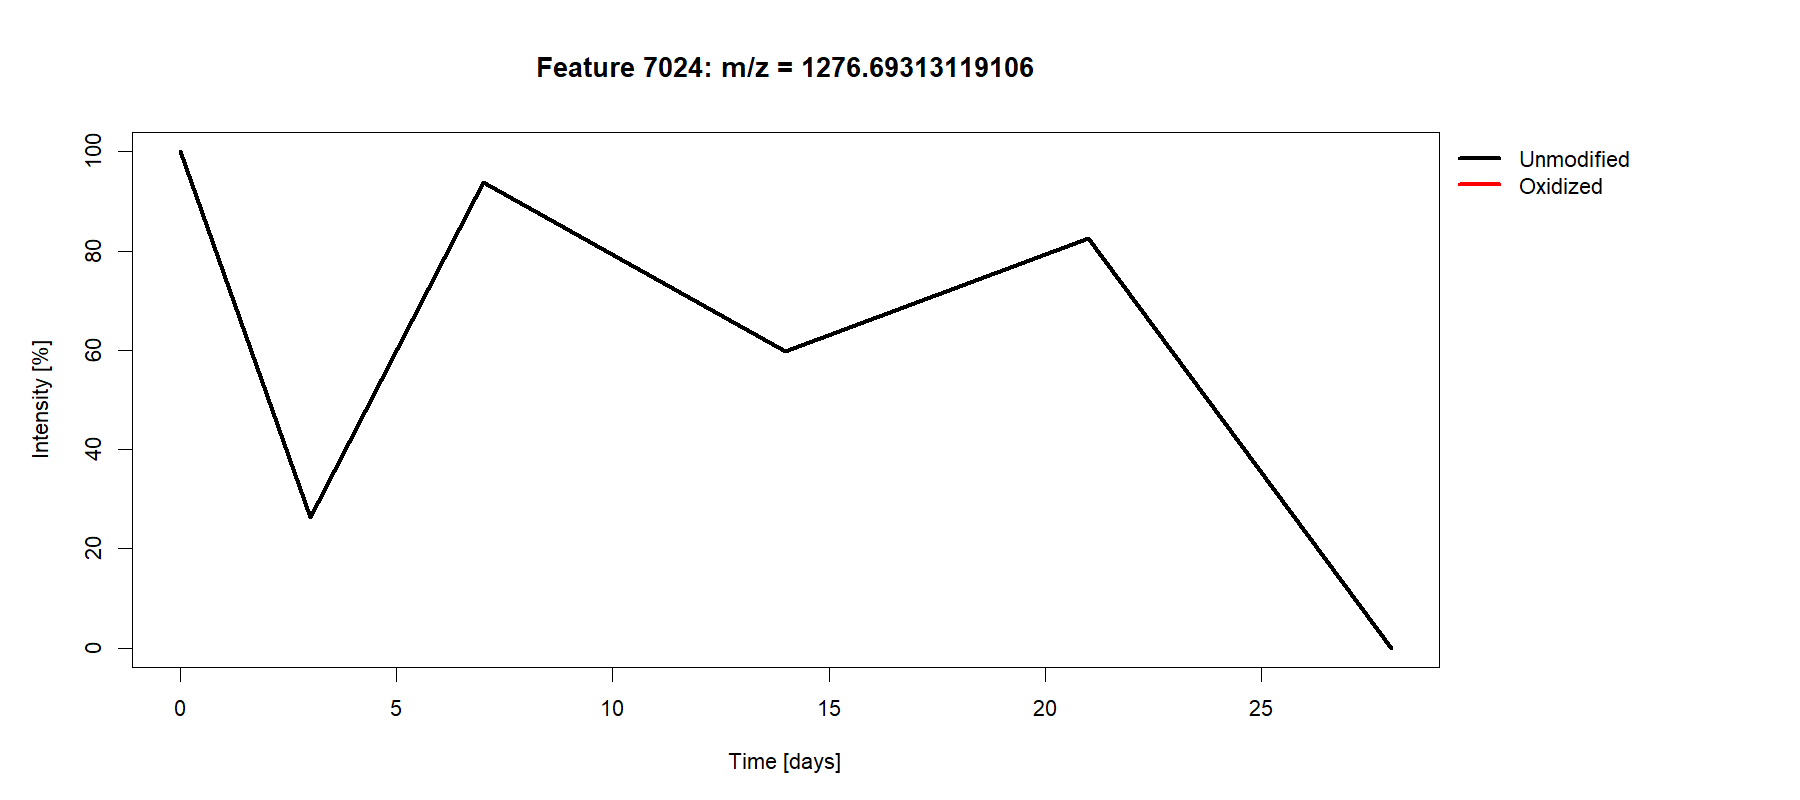 Feature 7024: m/z = 1276.69313119106
Unmodified
Oxidized
100
80
60
40
20
0
Intensity [%]
0 5 10 15 20 25
Time [days]